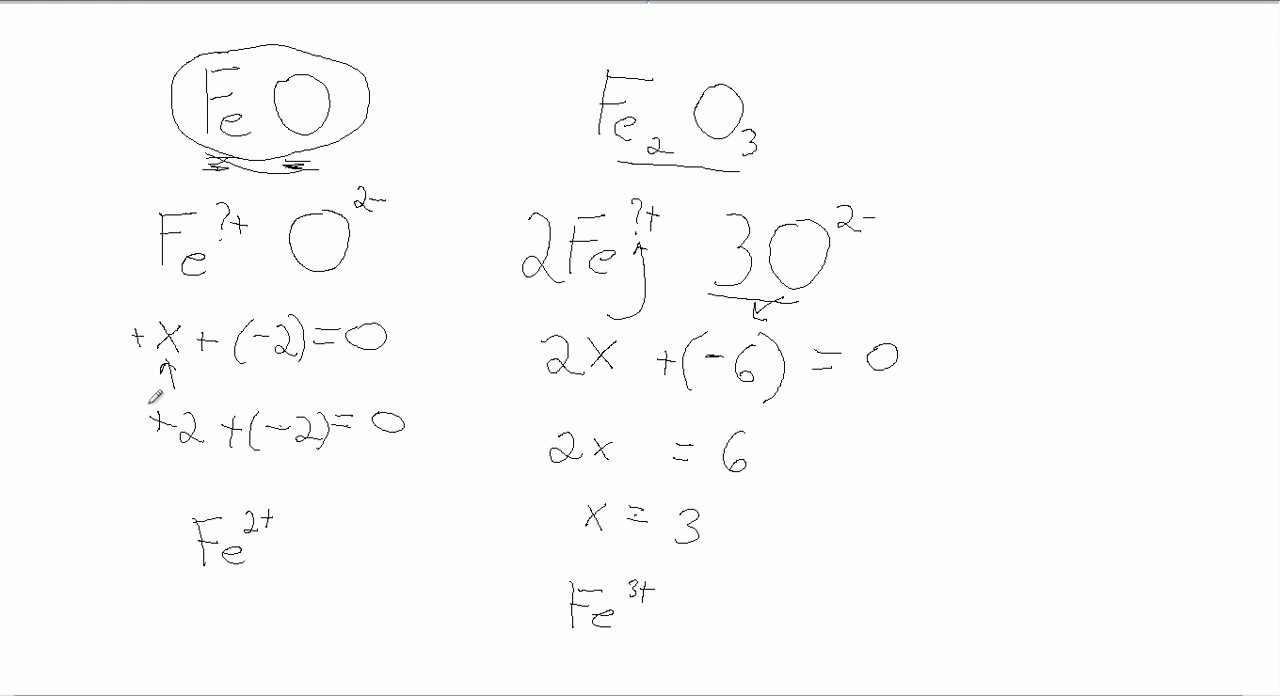 FeO
Fe?+ O2-
+x + (-2) = 0
+2 + (-2) = 0
Fe2+
Fe2O3
2Fe?+ 3O2-
2x + (-6) = 0
2x = 6
x = 3
Fe3+